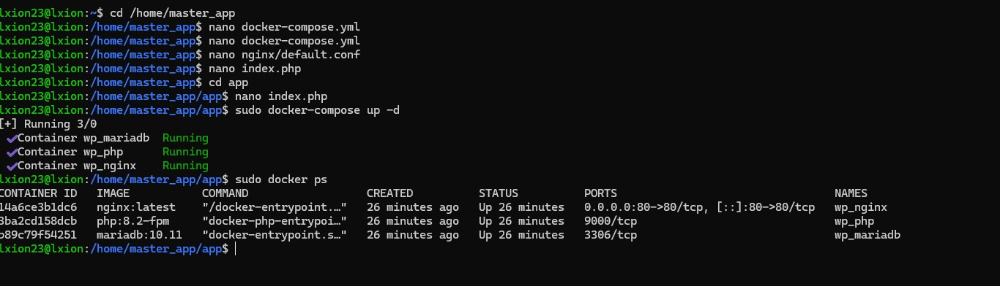 lxion23@lxion:~$ cd /home/master_app
lxion23@lxion:/home/master_app$ nano docker-compose.yml
lxion23@lxion:/home/master_app$ nano docker-compose.yml
lxion23@lxion:/home/master_app$ nano nginx/default.conf
lxion23@lxion:/home/master_app$ nano index.php
lxion23@lxion:/home/master_app$ cd app
lxion23@lxion:/home/master_app/app$ nano index.php
lxion23@lxion:/home/master_app/app$ sudo docker-compose up -d
[+] Running 3/0
✔Container wp_mariadb Running
✔Container wp_php Running
✔Container wp_nginx Running
lxion23@lxion:/home/master_app/app$ sudo docker ps
CONTAINER ID IMAGE COMMAND CREATED STATUS PORTS NAMES
14a6ce3b1dc6 nginx:latest "/docker-entrypoint.…" 26 minutes ago Up 26 minutes 0.0.0.0:80->80/tcp, [::]:80->80/tcp wp_nginx
3ba2cd158dcb php:8.2-fpm "docker-php-entrypoi…" 26 minutes ago Up 26 minutes 9000/tcp wp_php
b89c79f54251 mariadb:10.11 "docker-entrypoint.s…" 26 minutes ago Up 26 minutes 3306/tcp wp_mariadb
lxion23@lxion:/home/master_app/app$